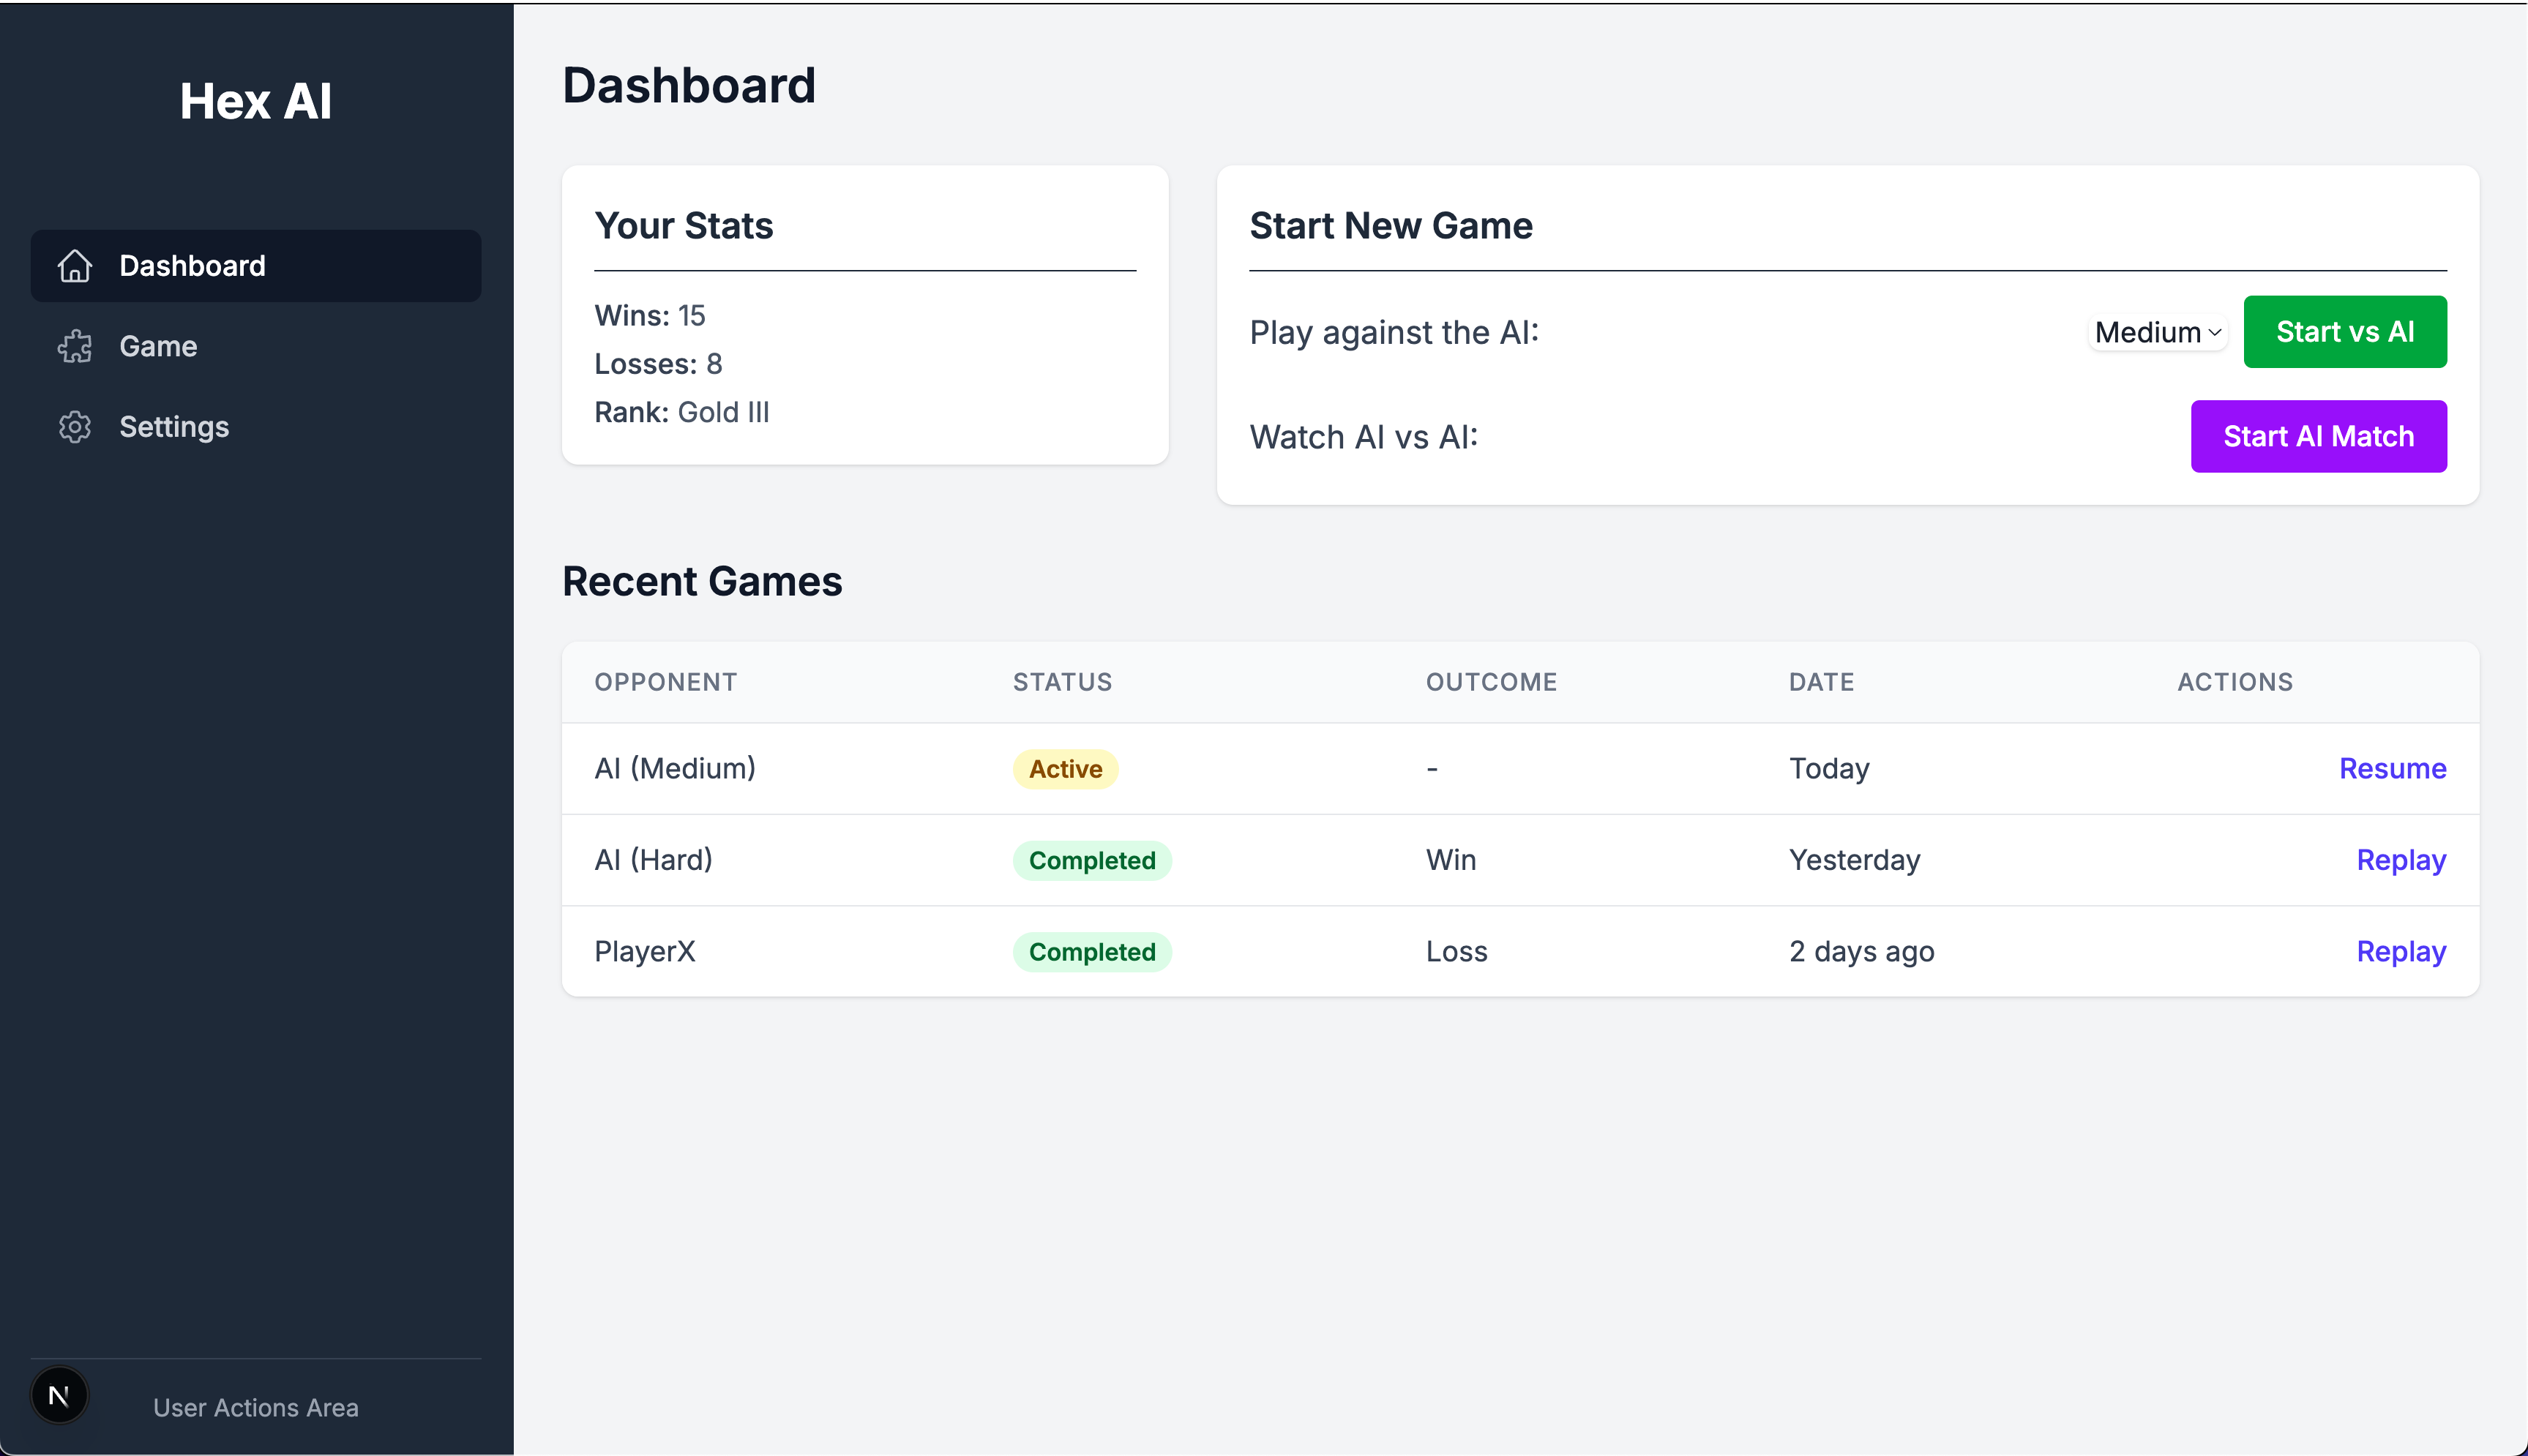 Hex AI
Dashboard
Game
Settings
N
User Actions Area
Dashboard
Your Stats
Wins: 15
Losses: 8
Rank: Gold III
Start New Game
Play against the AI:
Medium
Start vs AI
Watch AI vs AI:
Start AI Match
Recent Games
OPPONENT STATUS OUTCOME DATE ACTIONS
AI (Medium) Active - Today Resume
AI (Hard) Completed Win Yesterday Replay
PlayerX Completed Loss 2 days ago Replay